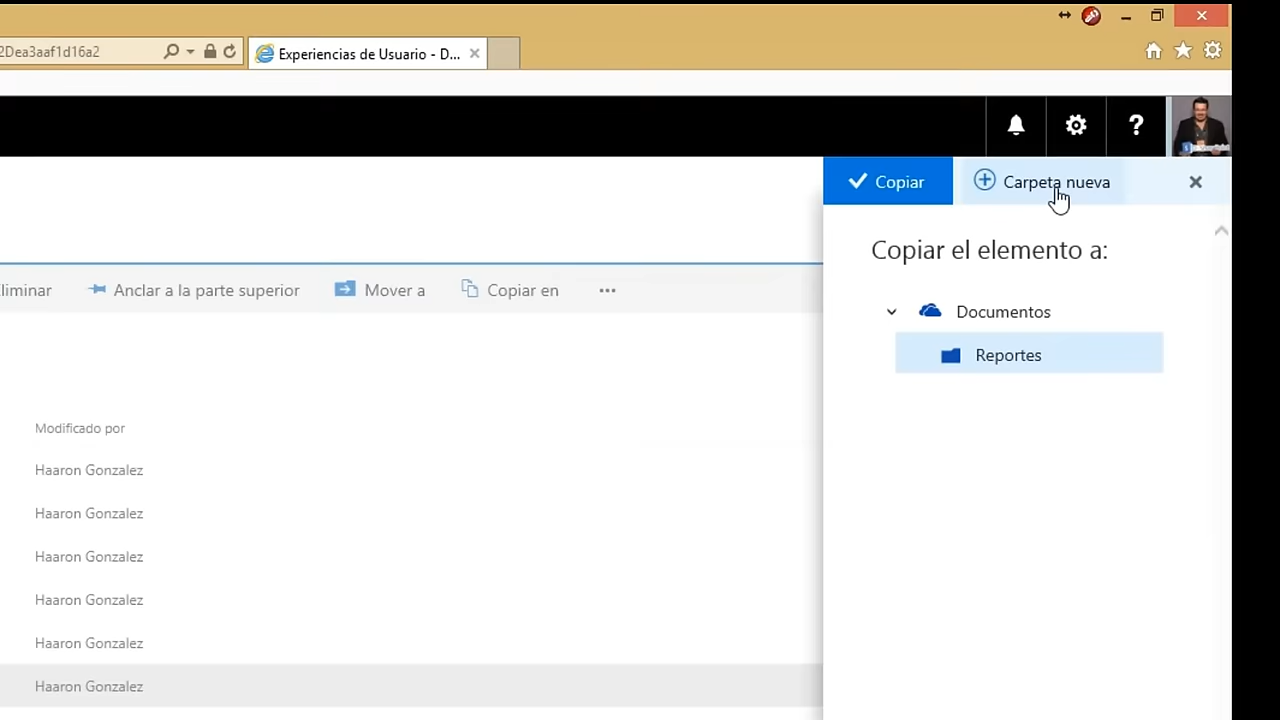 2Dea3aaf1d16a2
Experiencias de Usuario - D...
?
Copiar
Carpeta nueva
Copiar el elemento a:
liminar
Anclar a la parte superior
Mover a
Copiar en
Documentos
Reportes
Modificado por
Haaron Gonzalez
Haaron Gonzalez
Haaron Gonzalez
Haaron Gonzalez
Haaron Gonzalez
Haaron Gonzalez